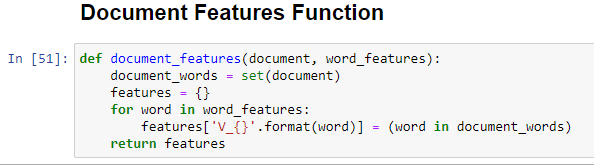 Document Features Function
In [51]: def document_features(document, word_features):
    document_words = set(document)
    features = {}
    for word in word_features:
        features['V_{}'.format(word)] = (word in document_words)
    return features